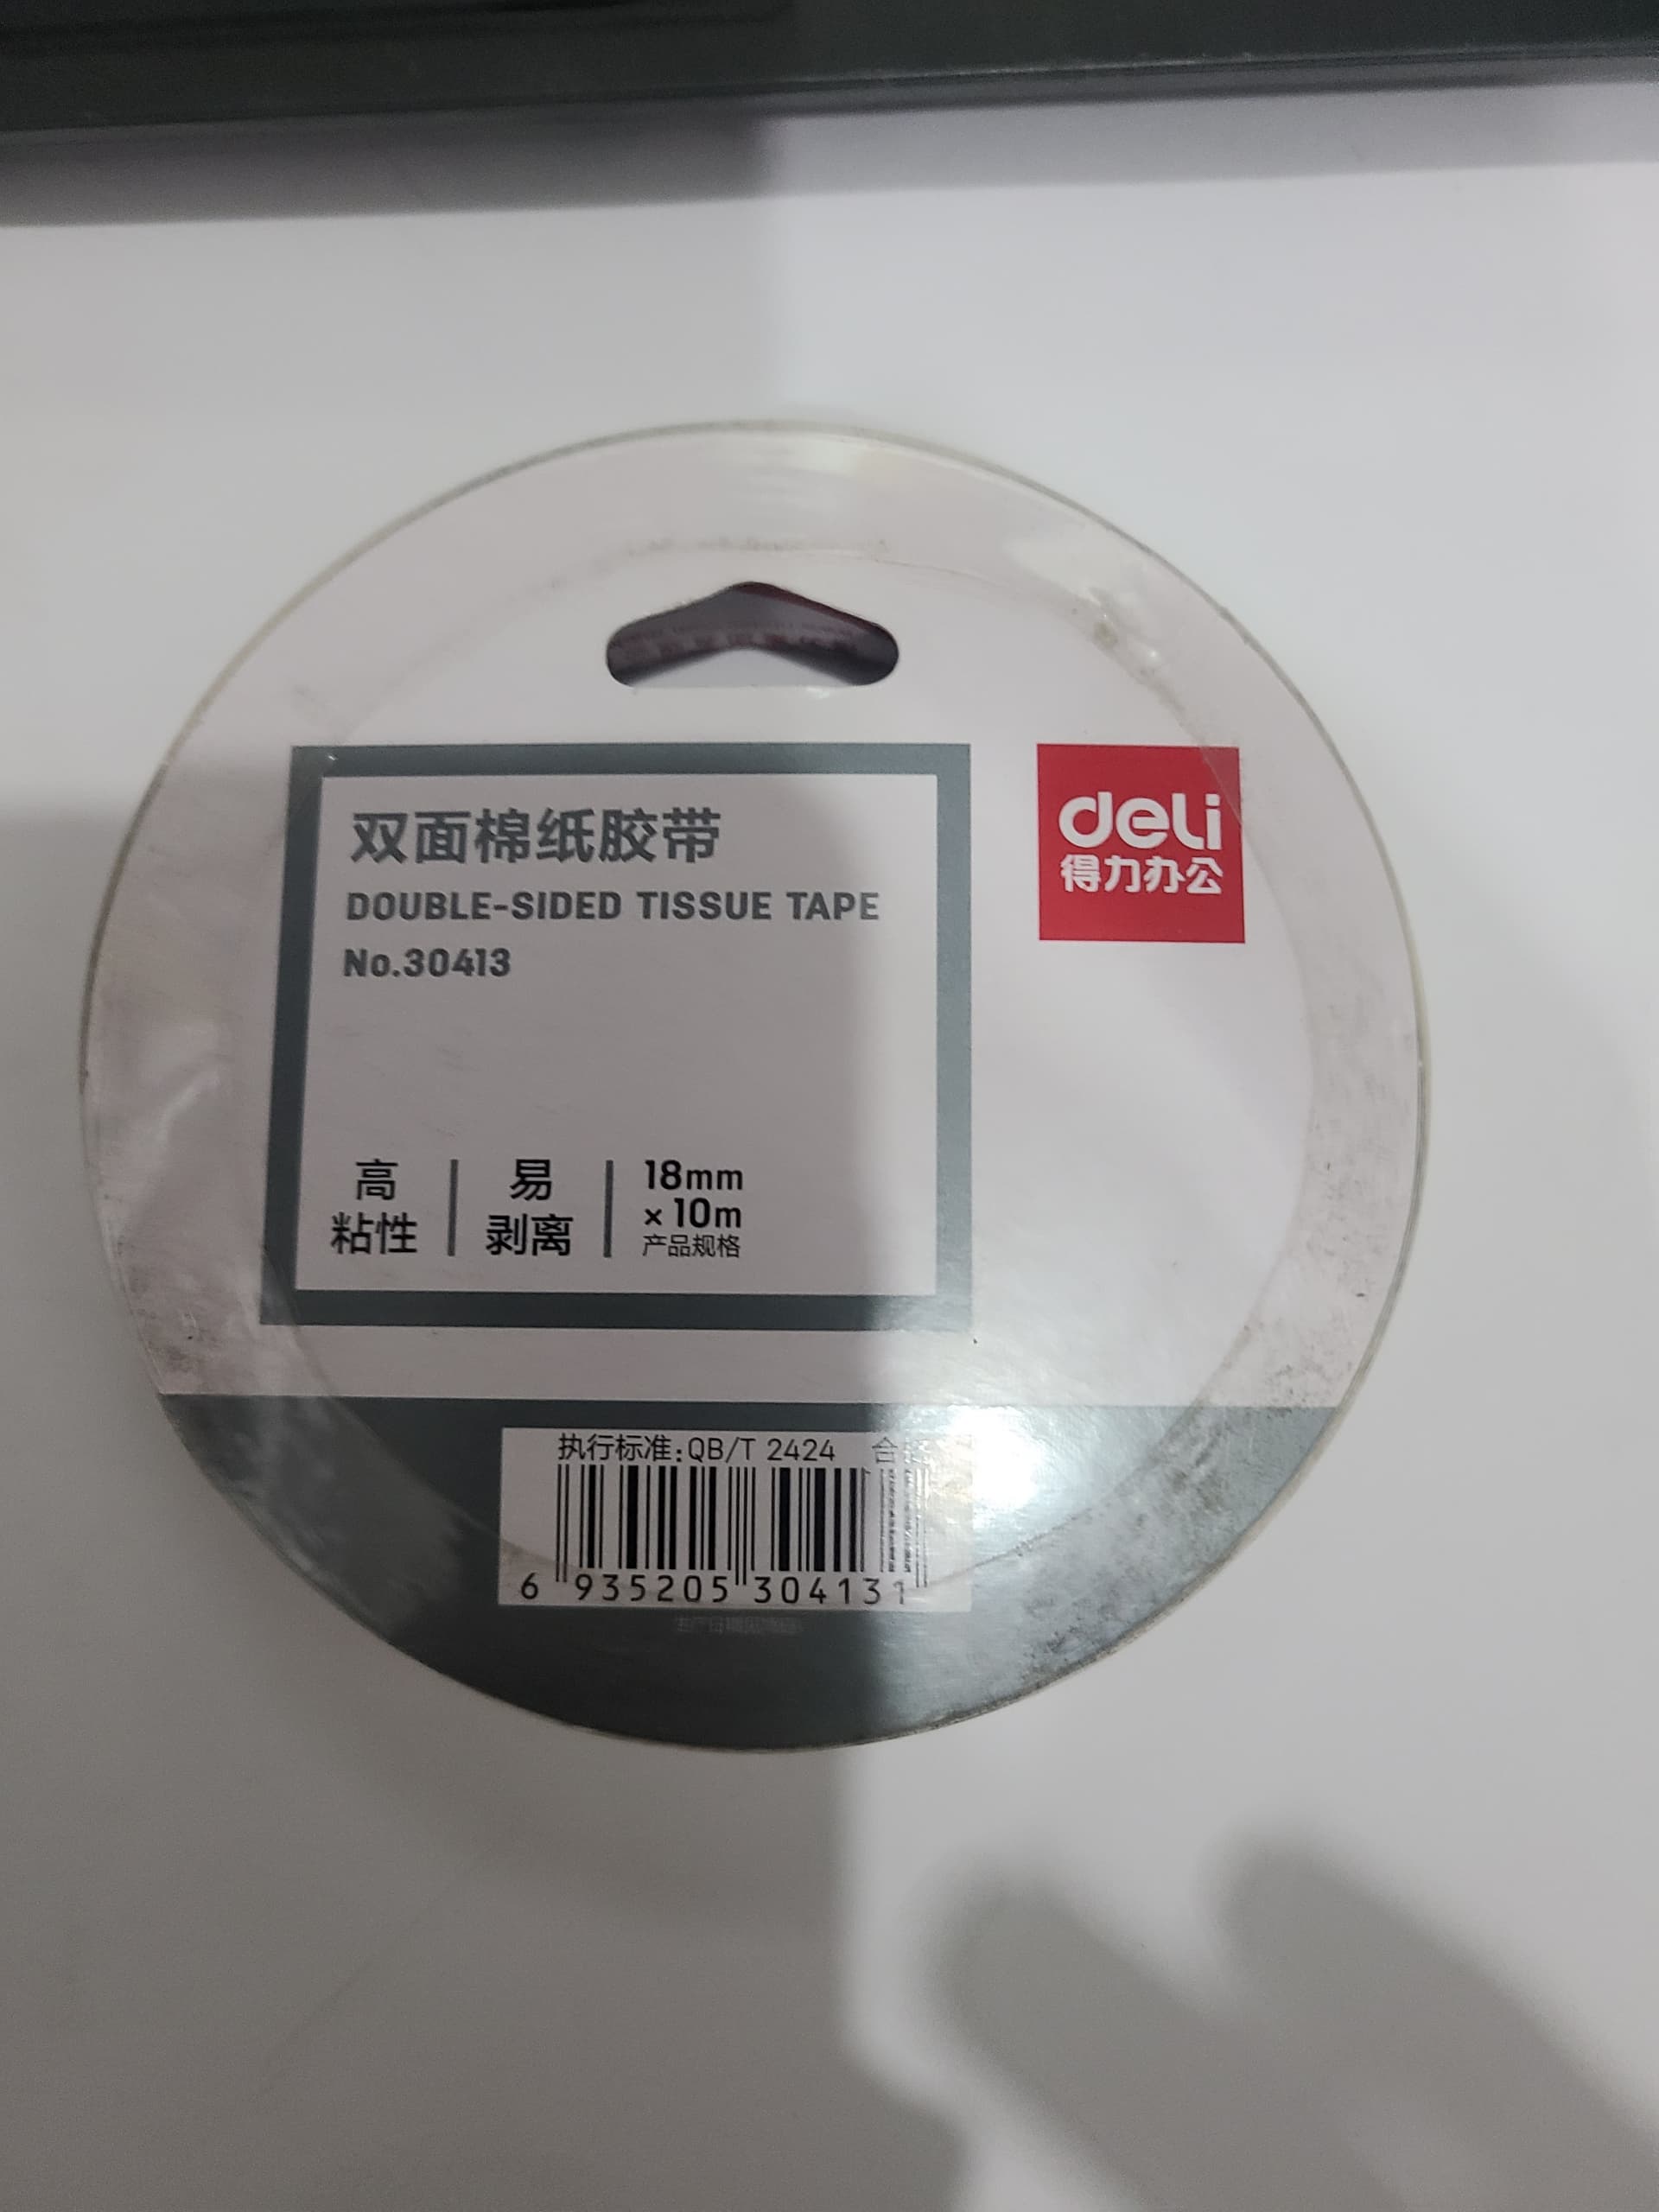 双面棉纸胶带
DOUBLE-SIDED TISSUE TAPE
No.30413
deli
得力办公
高
粘性
易
剥离
18mm
×10m
产品规格
执行标准:QB/T 2424 合格
6 935205 304131